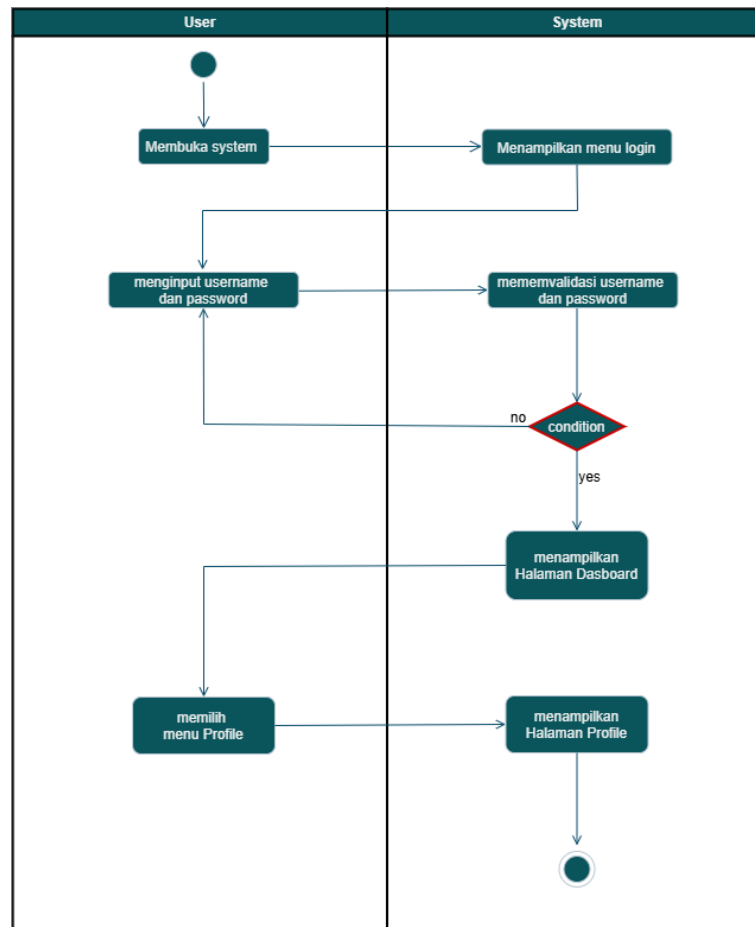 User
System
Membuka system
Menampilkan menu login
menginput username
dan password
mememvalidasi username
dan password
no
condition
yes
menampilkan
Halaman Dasboard
memilih
menu Profile
menampilkan
Halaman Profile